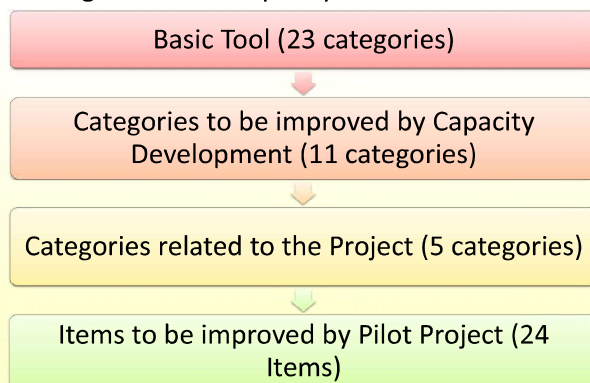 Basic Tool (23 categories)
Categories to be improved by Capacity
Development (11 categories)
Categories related to the Project (5 categories)
Items to be improved by Pilot Project (24
Items)